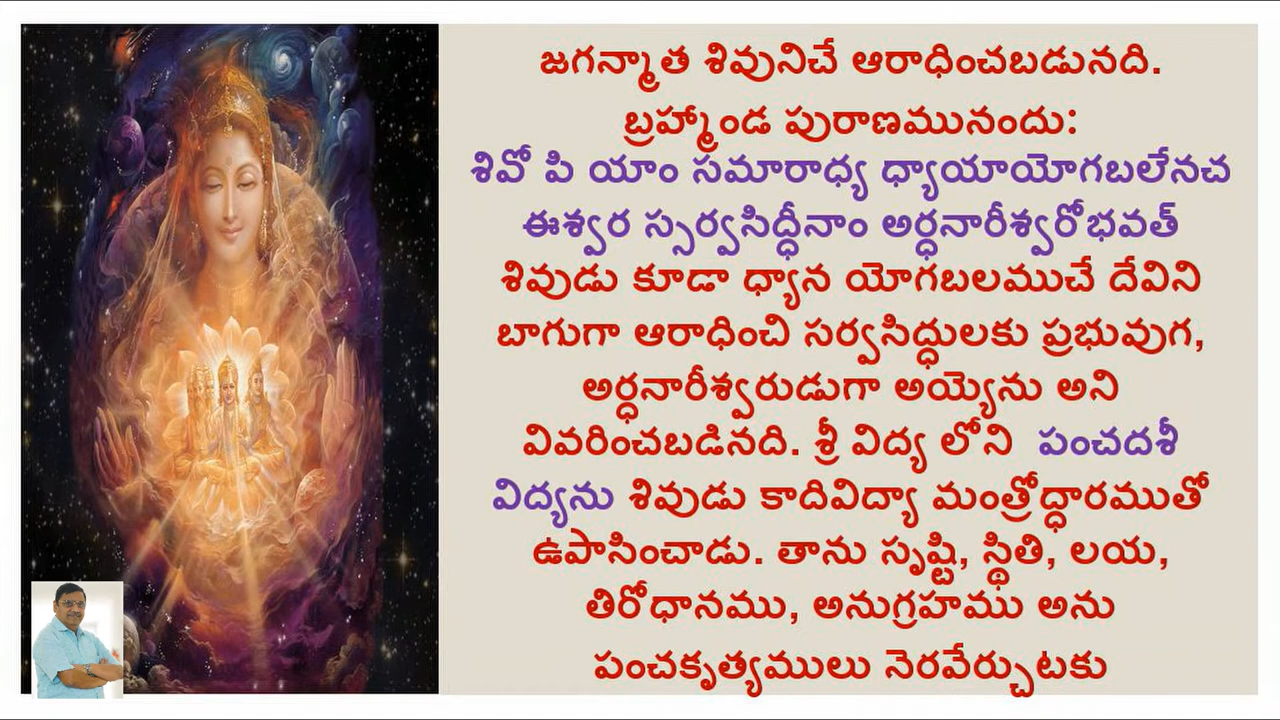 జగన్మాత శివునిచే ఆరాధించబడునది.
బ్రహ్మాండ పురాణమునందు:
శివో పి యాం సమారాధ్య ధ్యాయాయోగబలేనచ
ఈశ్వర స్సర్వసిద్ధీనాం అర్ధనారీశ్వరోభవత్
శివుడు కూడా ధ్యాన యోగబలముచే దేవిని
బాగుగా ఆరాధించి సర్వసిద్ధులకు ప్రభువుగ,
అర్ధనారీశ్వరుడుగా అయ్యెను అని
వివరించబడినది. శ్రీ విద్య లోని పంచదశీ
విద్యను శివుడు కాదివిద్యా మంత్రోద్ధారముతో
ఉపాసించాడు. తాను సృష్టి, స్థితి, లయ,
తిరోధానము, అనుగ్రహము అను
పంచకృత్యములు నెరవేర్చుటకు